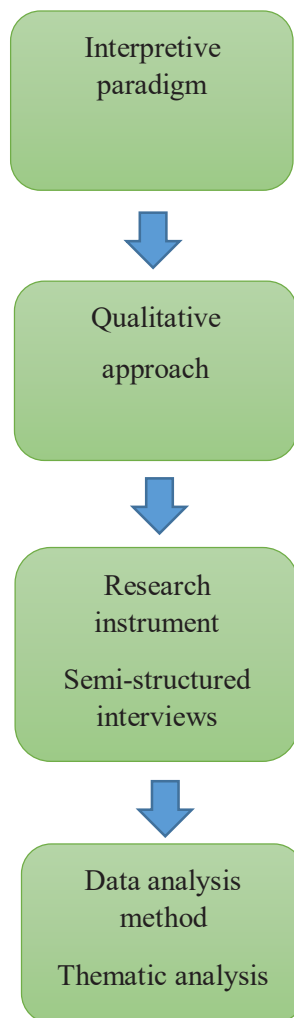 Interpretive
paradigm
Qualitative
approach
Research
instrument
Semi-structured
interviews
Data analysis
method
Thematic analysis